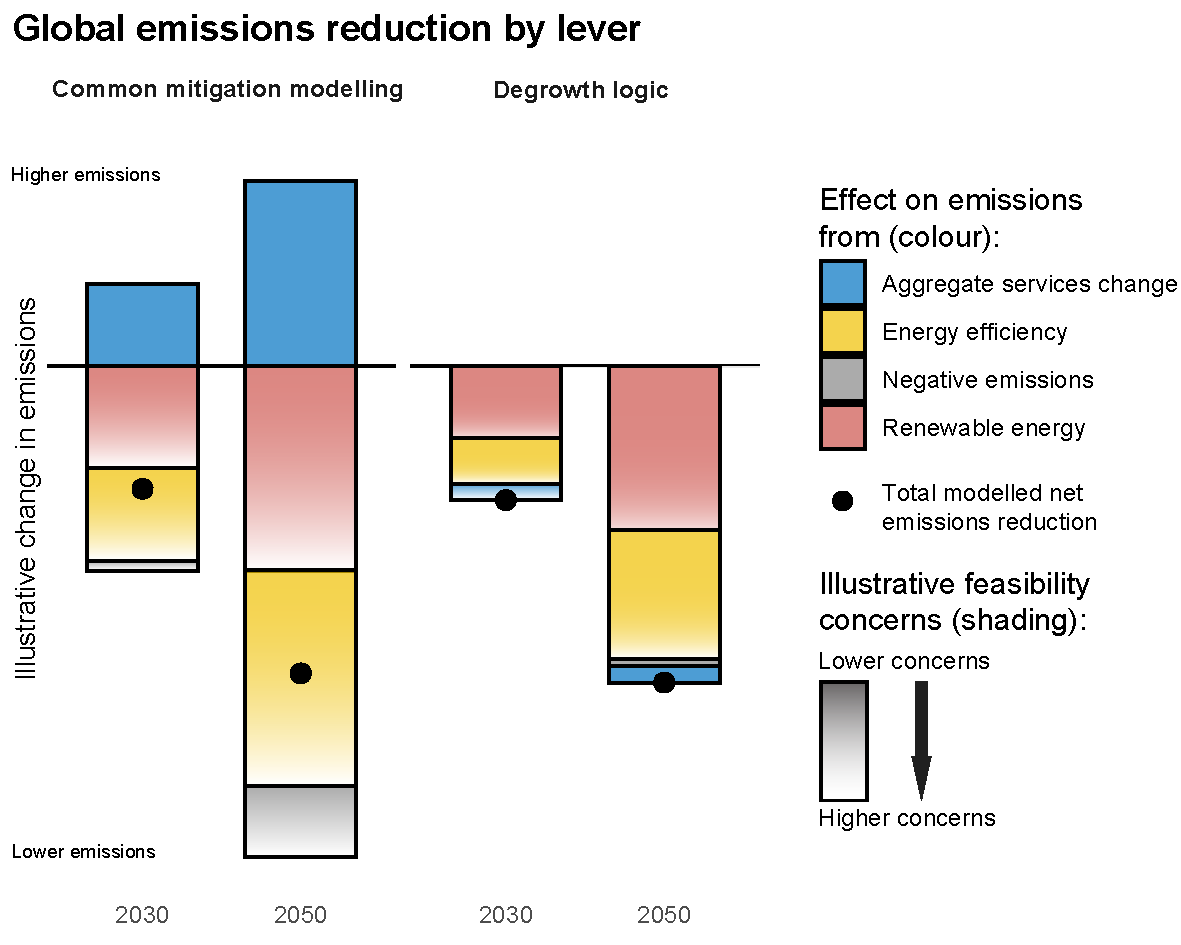 Global emissions reduction by lever
Common mitigation modelling
Degrowth logic
Higher emissions
Illustrative change in emissions
Lower emissions
2030
2050
2030
2050
Effect on emissions
from (colour):
Aggregate services change
Energy efficiency
Negative emissions
Renewable energy
Total modelled net
emissions reduction
Illustrative feasibility
concerns (shading):
Lower concerns
Higher concerns